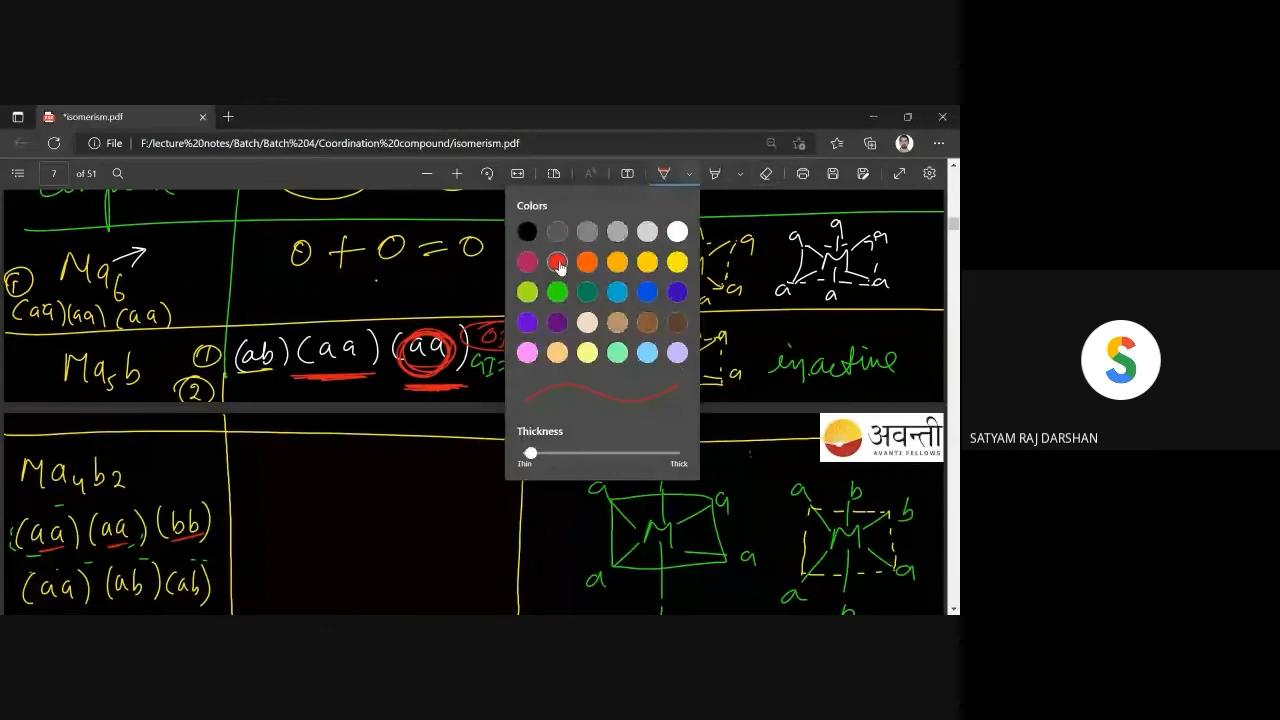 *isomerism.pdf
File F:/lecture%20notes/Batch/Batch%204/Coordination%20compound/isomerism.pdf
7 of 51
Colors
Thickness
Thin Thick
Ma6
(aa)(aa)(aa)
0 + 0 = 0
a a
a a a
a a a
Ma5b
①
②
(ab)(aa)(aa)
a
a
inactive
अवन्ती
AVANTI FELLOWS
Ma4b2
(aa)(aa)(bb)
(aa)(ab)(ab)
a a
M
a a
a b b
M
a b a
S
SATYAM RAJ DARSHAN